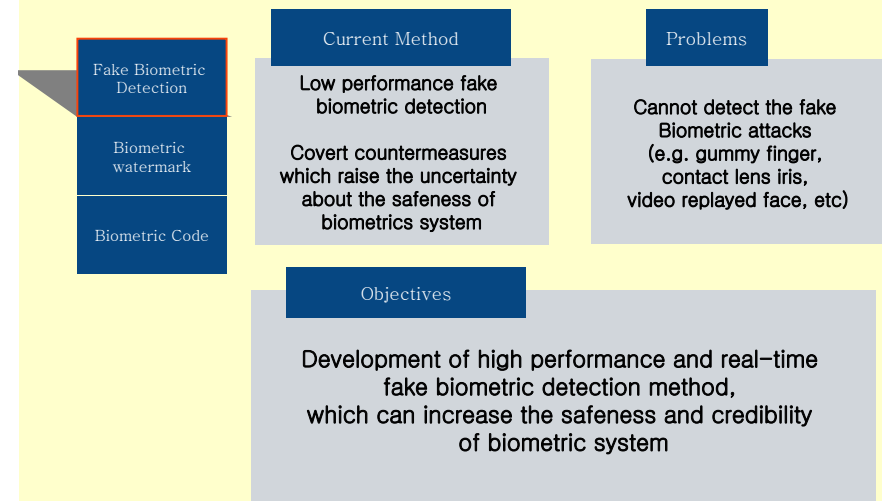 Fake Biometric
Detection
Biometric
watermark
Biometric Code
Current Method
Low performance fake
biometric detection
Covert countermeasures
which raise the uncertainty
about the safeness of
biometrics system
Problems
Cannot detect the fake
Biometric attacks
(e.g. gummy finger,
contact lens iris,
video replayed face, etc)
Objectives
Development of high performance and real-time
fake biometric detection method,
which can increase the safeness and credibility
of biometric system